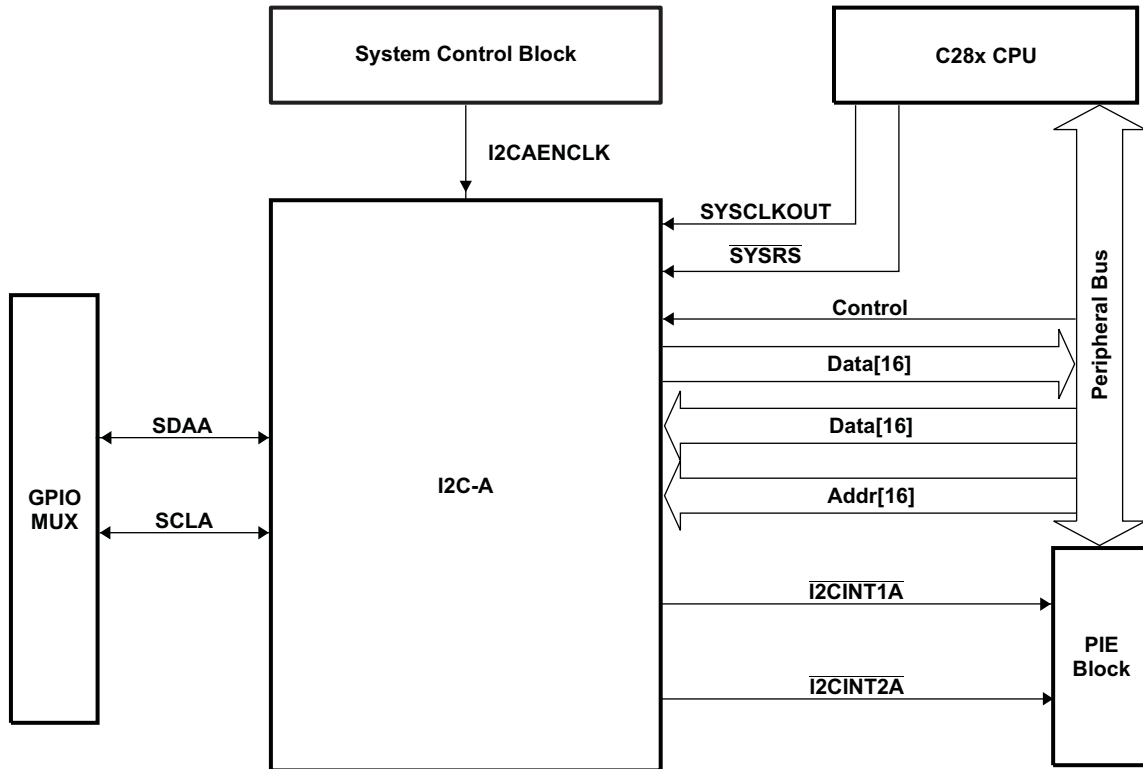 System Control Block
C28x CPU
I2CAENCLK
SYSCLKOUT
SYSRS
Control
Data[16]
Peripheral Bus
SDAA
Data[16]
I2C-A
Addr[16]
GPIO
MUX
SCLA
I2CINT1A
PIE
Block
I2CINT2A